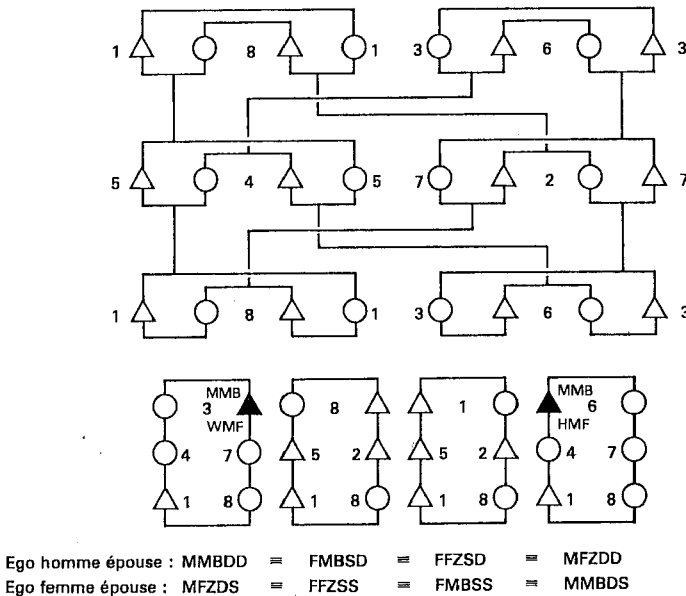 1 8 1 3 6 3
5 4 5 7 2 7
1 8 1 3 6 3
MMB MMB
3 8 1 6
WMF HMF
4 7 5 2 5 2 4 7
1 8 1 8 1 8 1 8
Ego homme épouse : MMBDD ≡ FMBSD ≡ FFZSD ≡ MFZDD
Ego femme épouse : MFZDS ≡ FFZSS ≡ FMBSS ≡ MMBDS